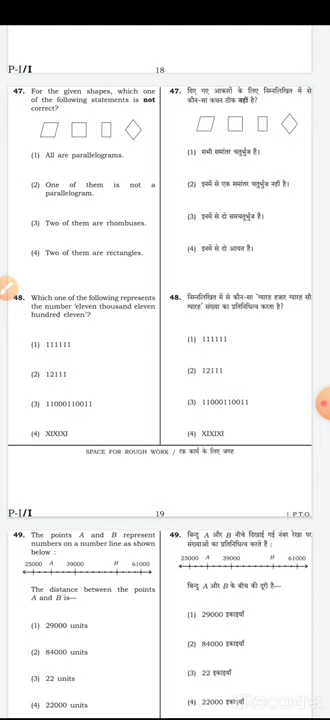 P-I/I
18
47. For the given shapes, which one
of the following statements is not
correct?
(1) All are parallelograms.
(2) One of them is not a
parallelogram.
(3) Two of them are rhombuses.
(4) Two of them are rectangles.
48. Which one of the following represents
the number 'eleven thousand eleven
hundred eleven'?
(1) 111111
(2) 12111
(3) 11000110011
(4) XIXIXI
47. दिए गए आकारों के लिए निम्नलिखित में से
कौन-सा कथन ठीक नहीं है?
(1) सभी समांतर चतुर्भुज हैं।
(2) इनमें से एक समांतर चतुर्भुज नहीं है।
(3) इनमें से दो समचतुर्भुज हैं।
(4) इनमें से दो आयत हैं।
48. निम्नलिखित में से कौन-सा 'ग्यारह हजार ग्यारह सौ
ग्यारह' संख्या का प्रतिनिधित्व करता है?
(1) 111111
(2) 12111
(3) 11000110011
(4) XIXIXI
SPACE FOR ROUGH WORK / रफ़ कार्य के लिए जगह
P-I/I
19
P.T.O.
49. The points A and B represent
numbers on a number line as shown
below :
25000 A 39000 B 61000
The distance between the points
A and B is—
(1) 29000 units
(2) 84000 units
(3) 22 units
(4) 22000 units
49. बिन्दु A और B नीचे दिखाई गई नंबर रेखा पर
संख्याओं का प्रतिनिधित्व करते हैं :
25000 A 39000 B 61000
बिन्दु A और B के बीच की दूरी है—
(1) 29000 इकाइयाँ
(2) 84000 इकाइयाँ
(3) 22 इकाइयाँ
(4) 22000 इकाइयाँ